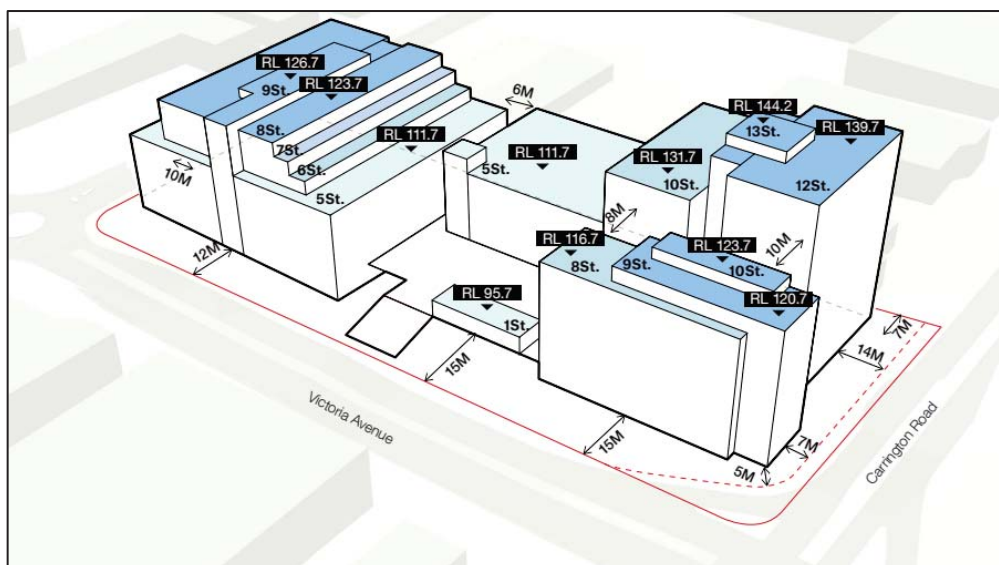 RL 126.7
9St.
RL 123.7
8St.
7St.
6St.
RL 111.7
5St.
10M
12M
6M
RL 111.7
5St.
RL 144.2
13St.
RL 139.7
12St.
RL 131.7
10St.
8M
10M
RL 116.7
8St.
9St.
RL 123.7
10St.
RL 120.7
RL 95.7
1St.
15M
15M
7M
14M
7M
5M
Victoria Avenue
Carrington Road